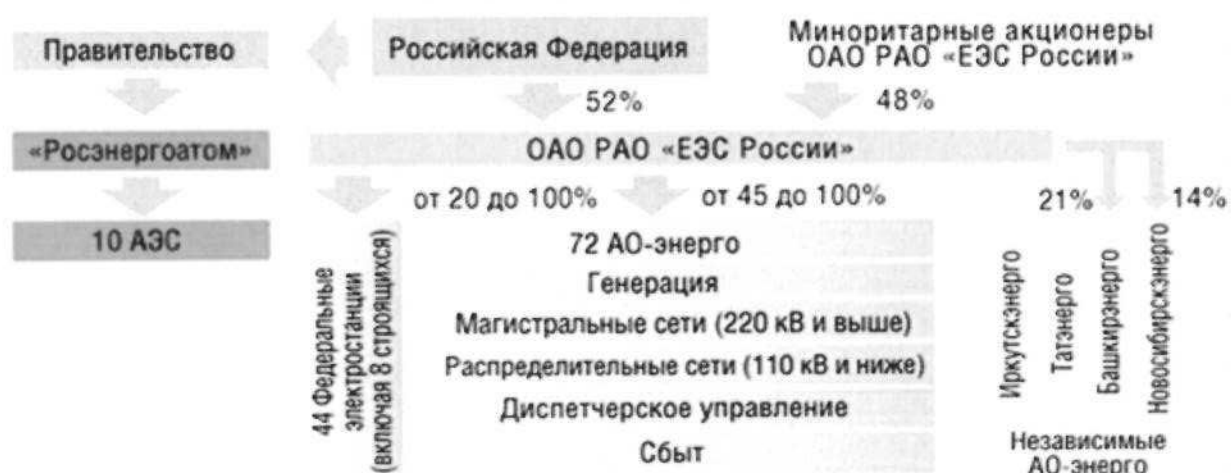 Правительство
Российская Федерация
Миноритарные акционеры
ОАО РАО «ЕЭС России»
52%
48%
«Росэнергоатом»
ОАО РАО «ЕЭС России»
от 20 до 100%
от 45 до 100%
21%
14%
10 АЭС
44 Федеральные
электростанции
(включая 8 строящихся)
72 АО-энерго
Генерация
Магистральные сети (220 кВ и выше)
Распределительные сети (110 кВ и ниже)
Диспетчерское управление
Сбыт
Иркутскэнерго
Татэнерго
Башкирэнерго
Новосибирскэнерго
Независимые
АО-энерго